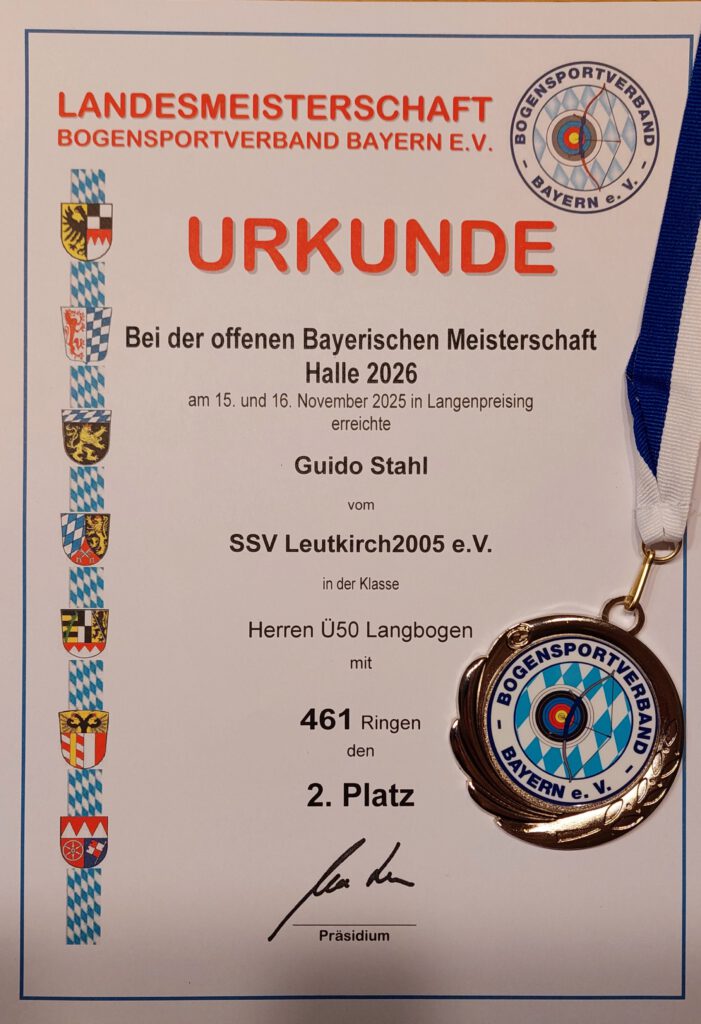 LANDESMEISTERSCHAFT
BOGENSPORTVERBAND BAYERN E.V.
BOGENSPORTVERBAND
- BAYERN e. V. -
URKUNDE
Bei der offenen Bayerischen Meisterschaft
Halle 2026
am 15. und 16. November 2025 in Langenpreising
erreichte
Guido Stahl
vom
SSV Leutkirch2005 e.V.
in der Klasse
Herren Ü50 Langbogen
mit
461 Ringen
den
2. Platz
Präsidium
BOGENSPORTVERBAND
- BAYERN e. V. -